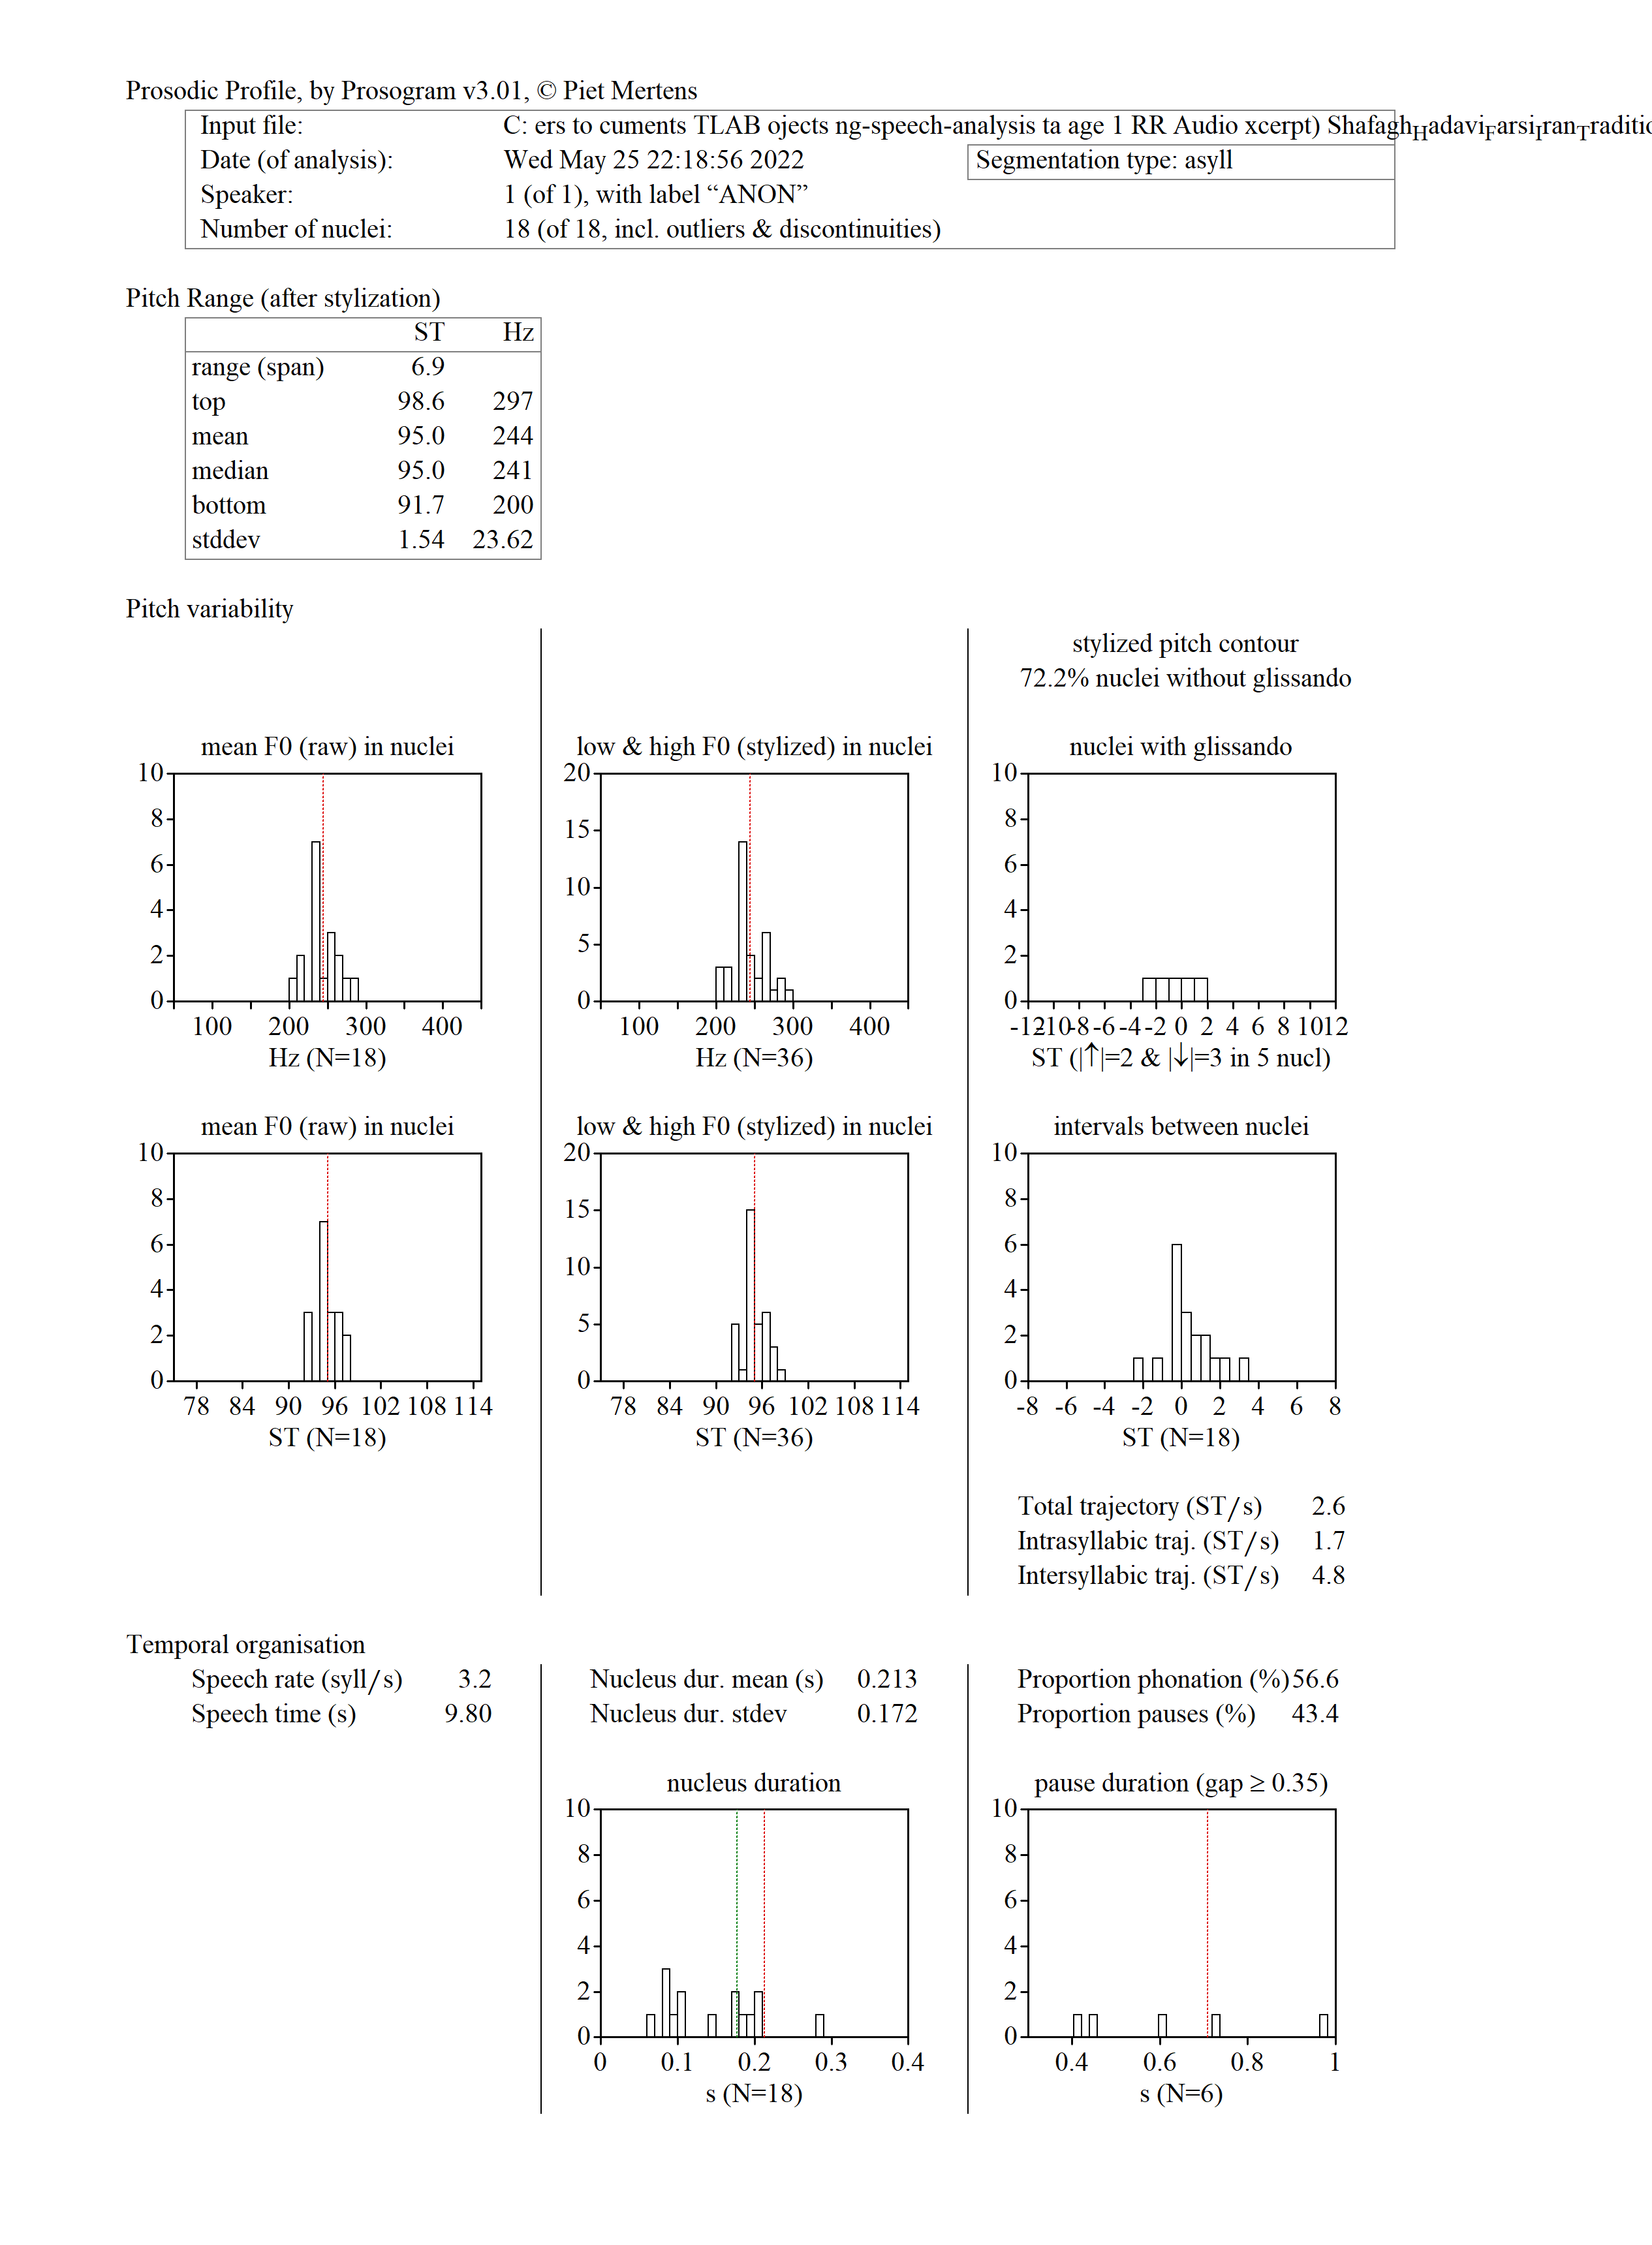 Prosodic Profile, by Prosogram v3.01, © Piet Mertens
Input file: C: ers to cuments TLAB ojects ng-speech-analysis ta age 1 RR Audio xcerpt) ShafaghHadaviFarsiIranTraditio
Date (of analysis): Wed May 25 22:18:56 2022 Segmentation type: asyll
Speaker: 1 (of 1), with label “ANON”
Number of nuclei: 18 (of 18, incl. outliers & discontinuities)
Pitch Range (after stylization)
ST Hz
range (span) 6.9
top 98.6 297
mean 95.0 244
median 95.0 241
bottom 91.7 200
stddev 1.54 23.62
Pitch variability
stylized pitch contour
72.2% nuclei without glissando
mean F0 (raw) in nuclei
10
8
6
4
2
0
100 200 300 400
Hz (N=18)
low & high F0 (stylized) in nuclei
20
15
10
5
0
100 200 300 400
Hz (N=36)
nuclei with glissando
10
8
6
4
2
0
-12 -10 -8 -6 -4 -2 0 2 4 6 8 10 12
ST (|↑|=2 & |↓|=3 in 5 nucl)
mean F0 (raw) in nuclei
10
8
6
4
2
0
78 84 90 96 102 108 114
ST (N=18)
low & high F0 (stylized) in nuclei
20
15
10
5
0
78 84 90 96 102 108 114
ST (N=36)
intervals between nuclei
10
8
6
4
2
0
-8 -6 -4 -2 0 2 4 6 8
ST (N=18)
Total trajectory (ST/s) 2.6
Intrasyllabic traj. (ST/s) 1.7
Intersyllabic traj. (ST/s) 4.8
Temporal organisation
Speech rate (syll/s) 3.2
Speech time (s) 9.80
Nucleus dur. mean (s) 0.213
Nucleus dur. stdev 0.172
Proportion phonation (%) 56.6
Proportion pauses (%) 43.4
nucleus duration
10
8
6
4
2
0
0 0.1 0.2 0.3 0.4
s (N=18)
pause duration (gap ≥ 0.35)
10
8
6
4
2
0
0.4 0.6 0.8 1
s (N=6)